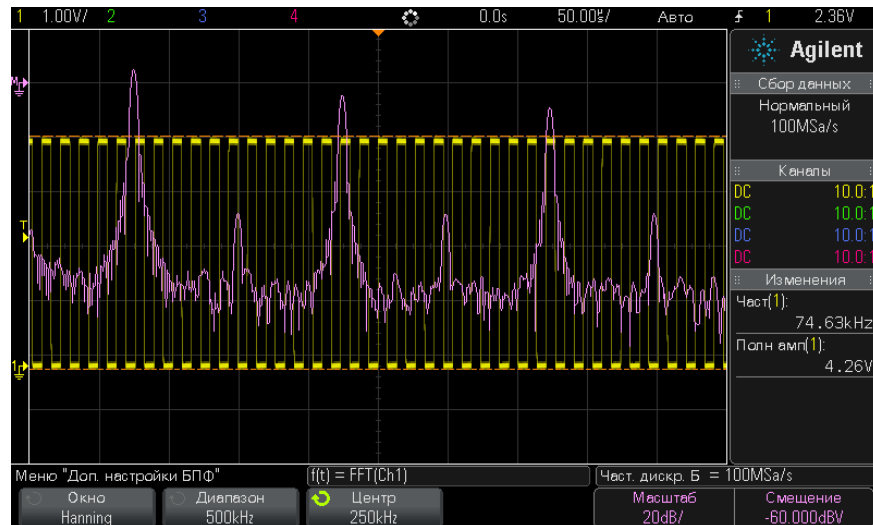 1 1.00V/ 2 3 4 0.0s 50.00㎲/ Авто 1 2.36V
Agilent
Сбор данных
Нормальный
100MSa/s
Каналы
DC 10.0:1
DC 10.0:1
DC 10.0:1
DC 10.0:1
Изменения
Част(1):
74.63kHz
Полн амп(1):
4.26V
M
T
1
Меню "Доп. настройки БПФ" f(t) = FFT(Ch1) Част. дискр. Б = 100MSa/s
Окно Диапазон Центр Масштаб Смещение
Hanning 500kHz 250kHz 20dB/ -60.000dBV